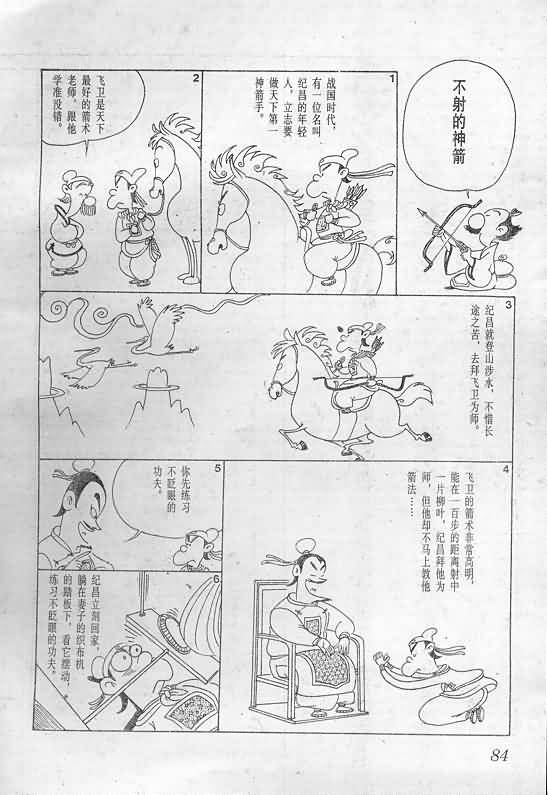 不射的神箭
1
战国时代，
有一位名叫
纪昌的年轻
人，立志要
做天下第一
神箭手。
2
飞卫是天下
最好的箭术
老师，跟他
学准没错。
3
纪昌就登山涉水，不惜长
途之苦，去拜飞卫为师。
4
飞卫的箭术非常高明，
能在一百步的距离射中
一片柳叶，纪昌拜他为
师，但他却不马上教他
箭法……
5
你先练习
不眨眼的
功夫。
6
纪昌立刻回家，
躺在妻子的织布机
的踏板下，看它摆动，
练习不眨眼的功夫。
84